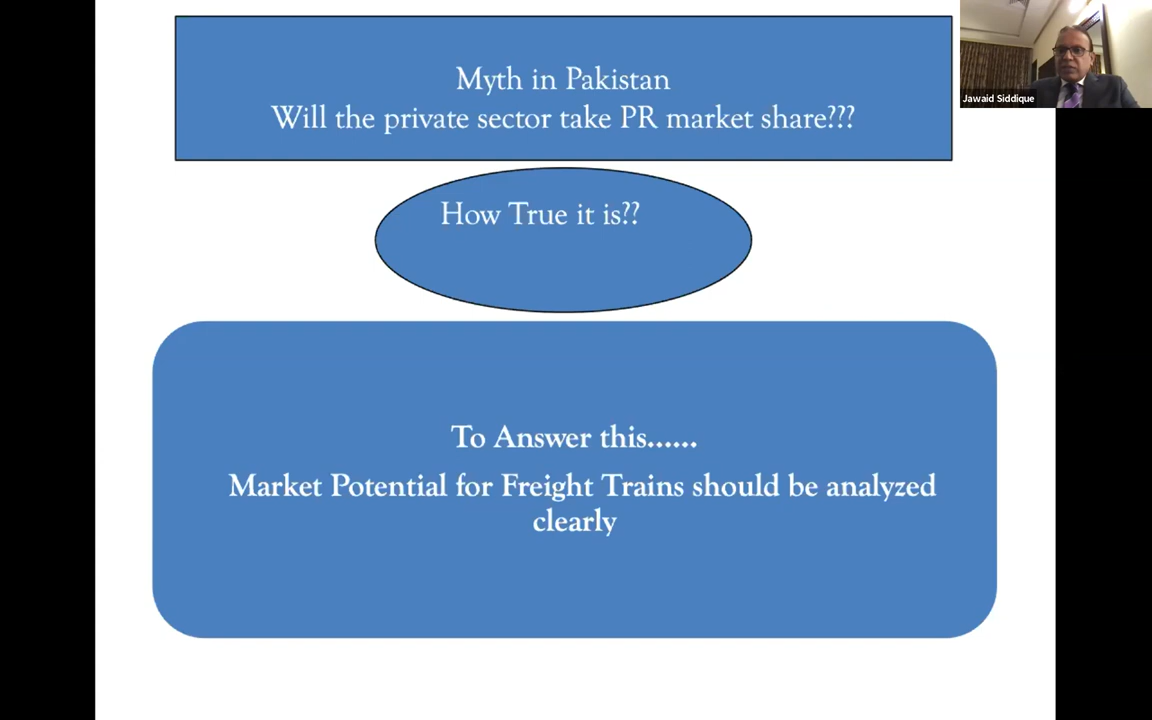 Myth in Pakistan
Will the private sector take PR market share???
Jawaid Siddique
How True it is??
To Answer this......
Market Potential for Freight Trains should be analyzed
clearly